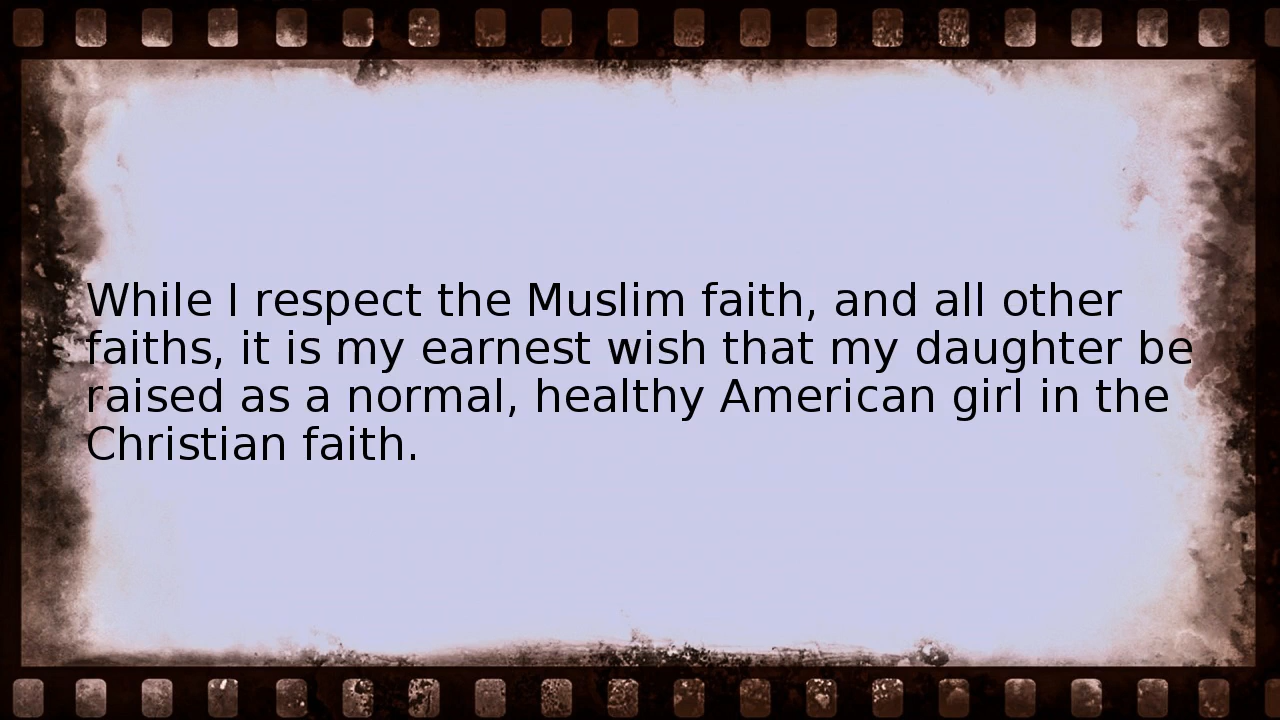 While I respect the Muslim faith, and all other
faiths, it is my earnest wish that my daughter be
raised as a normal, healthy American girl in the
Christian faith.